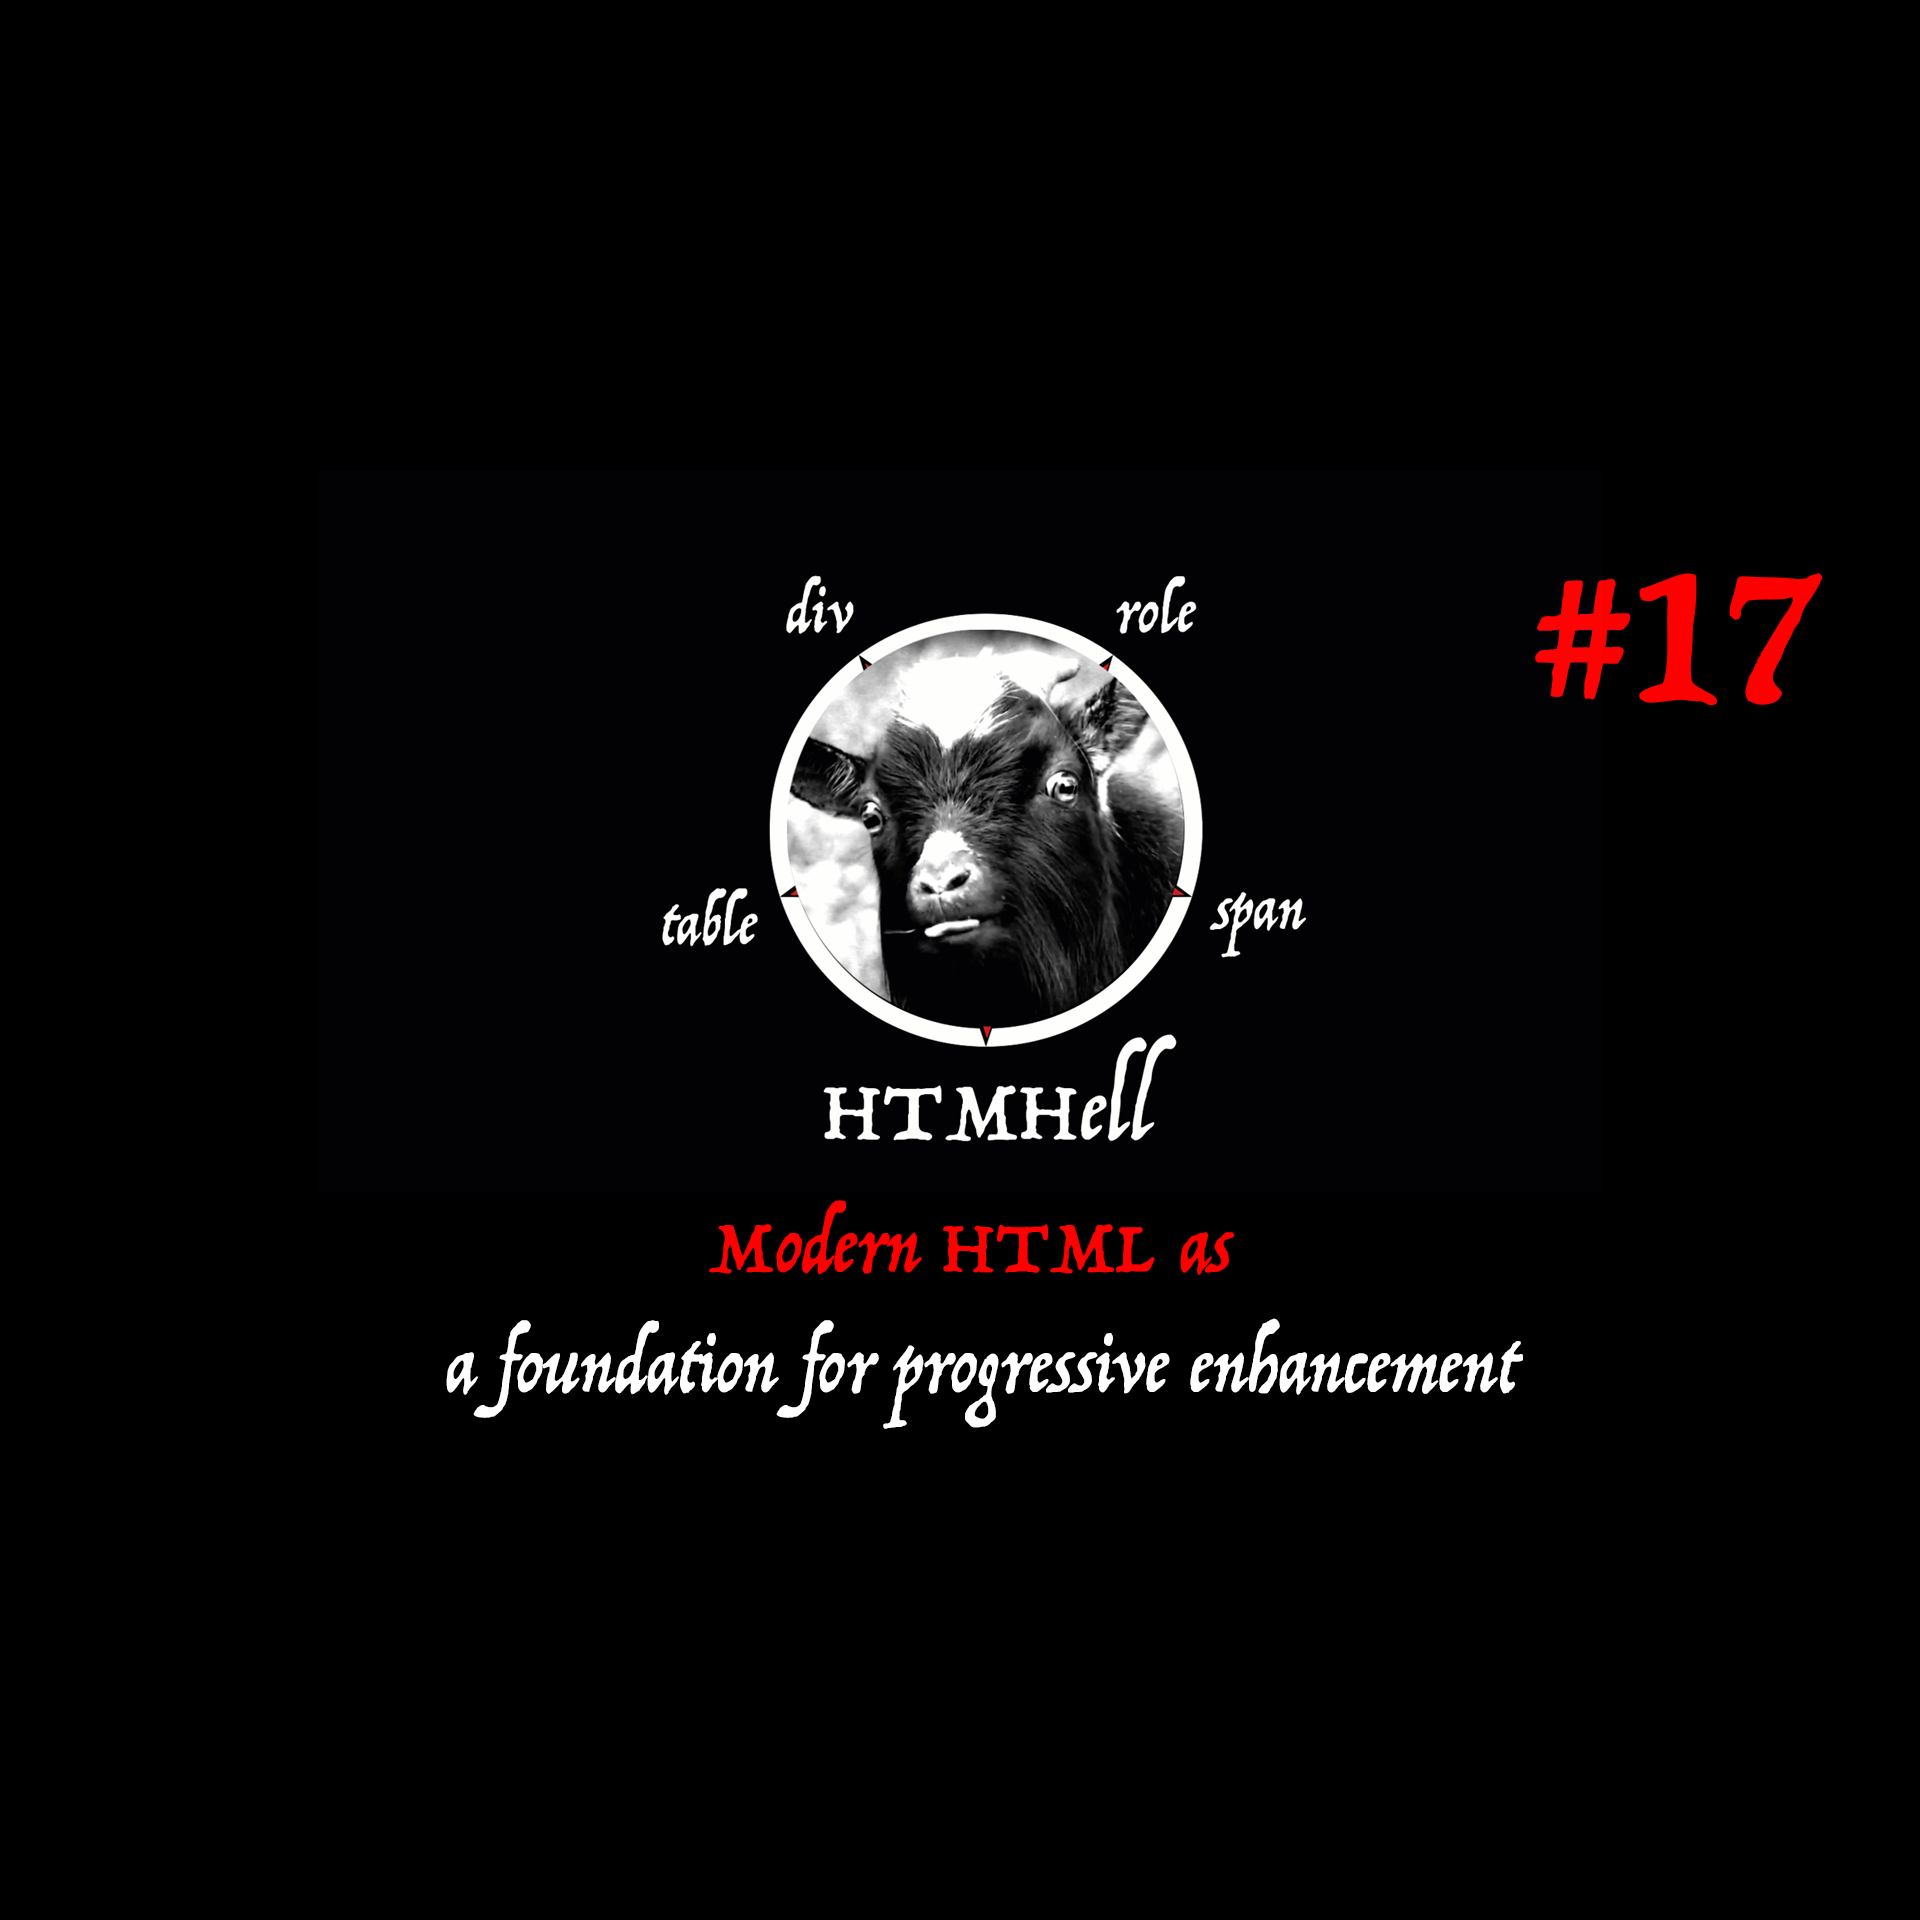 div
role
#17
table
span
HTMHell
Modern HTML as
a foundation for progressive enhancement